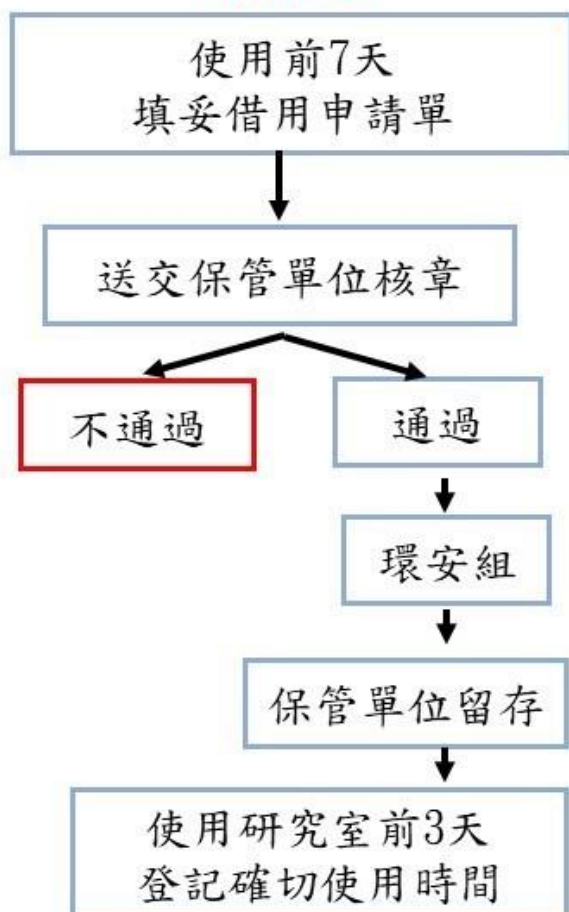 使用前7天
填妥借用申請單
送交保管單位核章
不通過
通過
環安組
保管單位留存
使用研究室前3天
登記確切使用時間